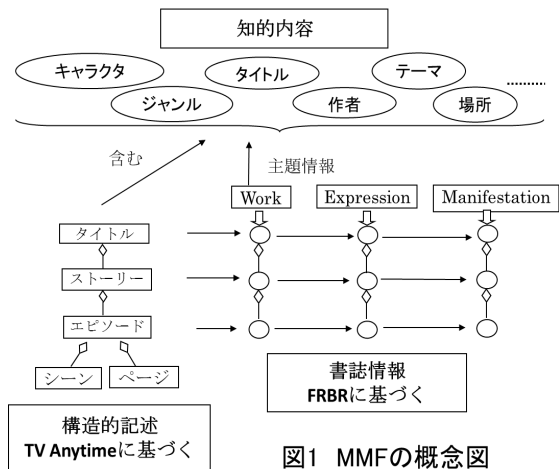 知的内容
キャラクタ
タイトル
テーマ
ジャンル
作者
場所
含む
主題情報
Work
Expression
Manifestation
タイトル
ストーリー
エピソード
シーン
ページ
書誌情報
FRBRに基づく
構造的記述
TV Anytimeに基づく
図1 MMFの概念図